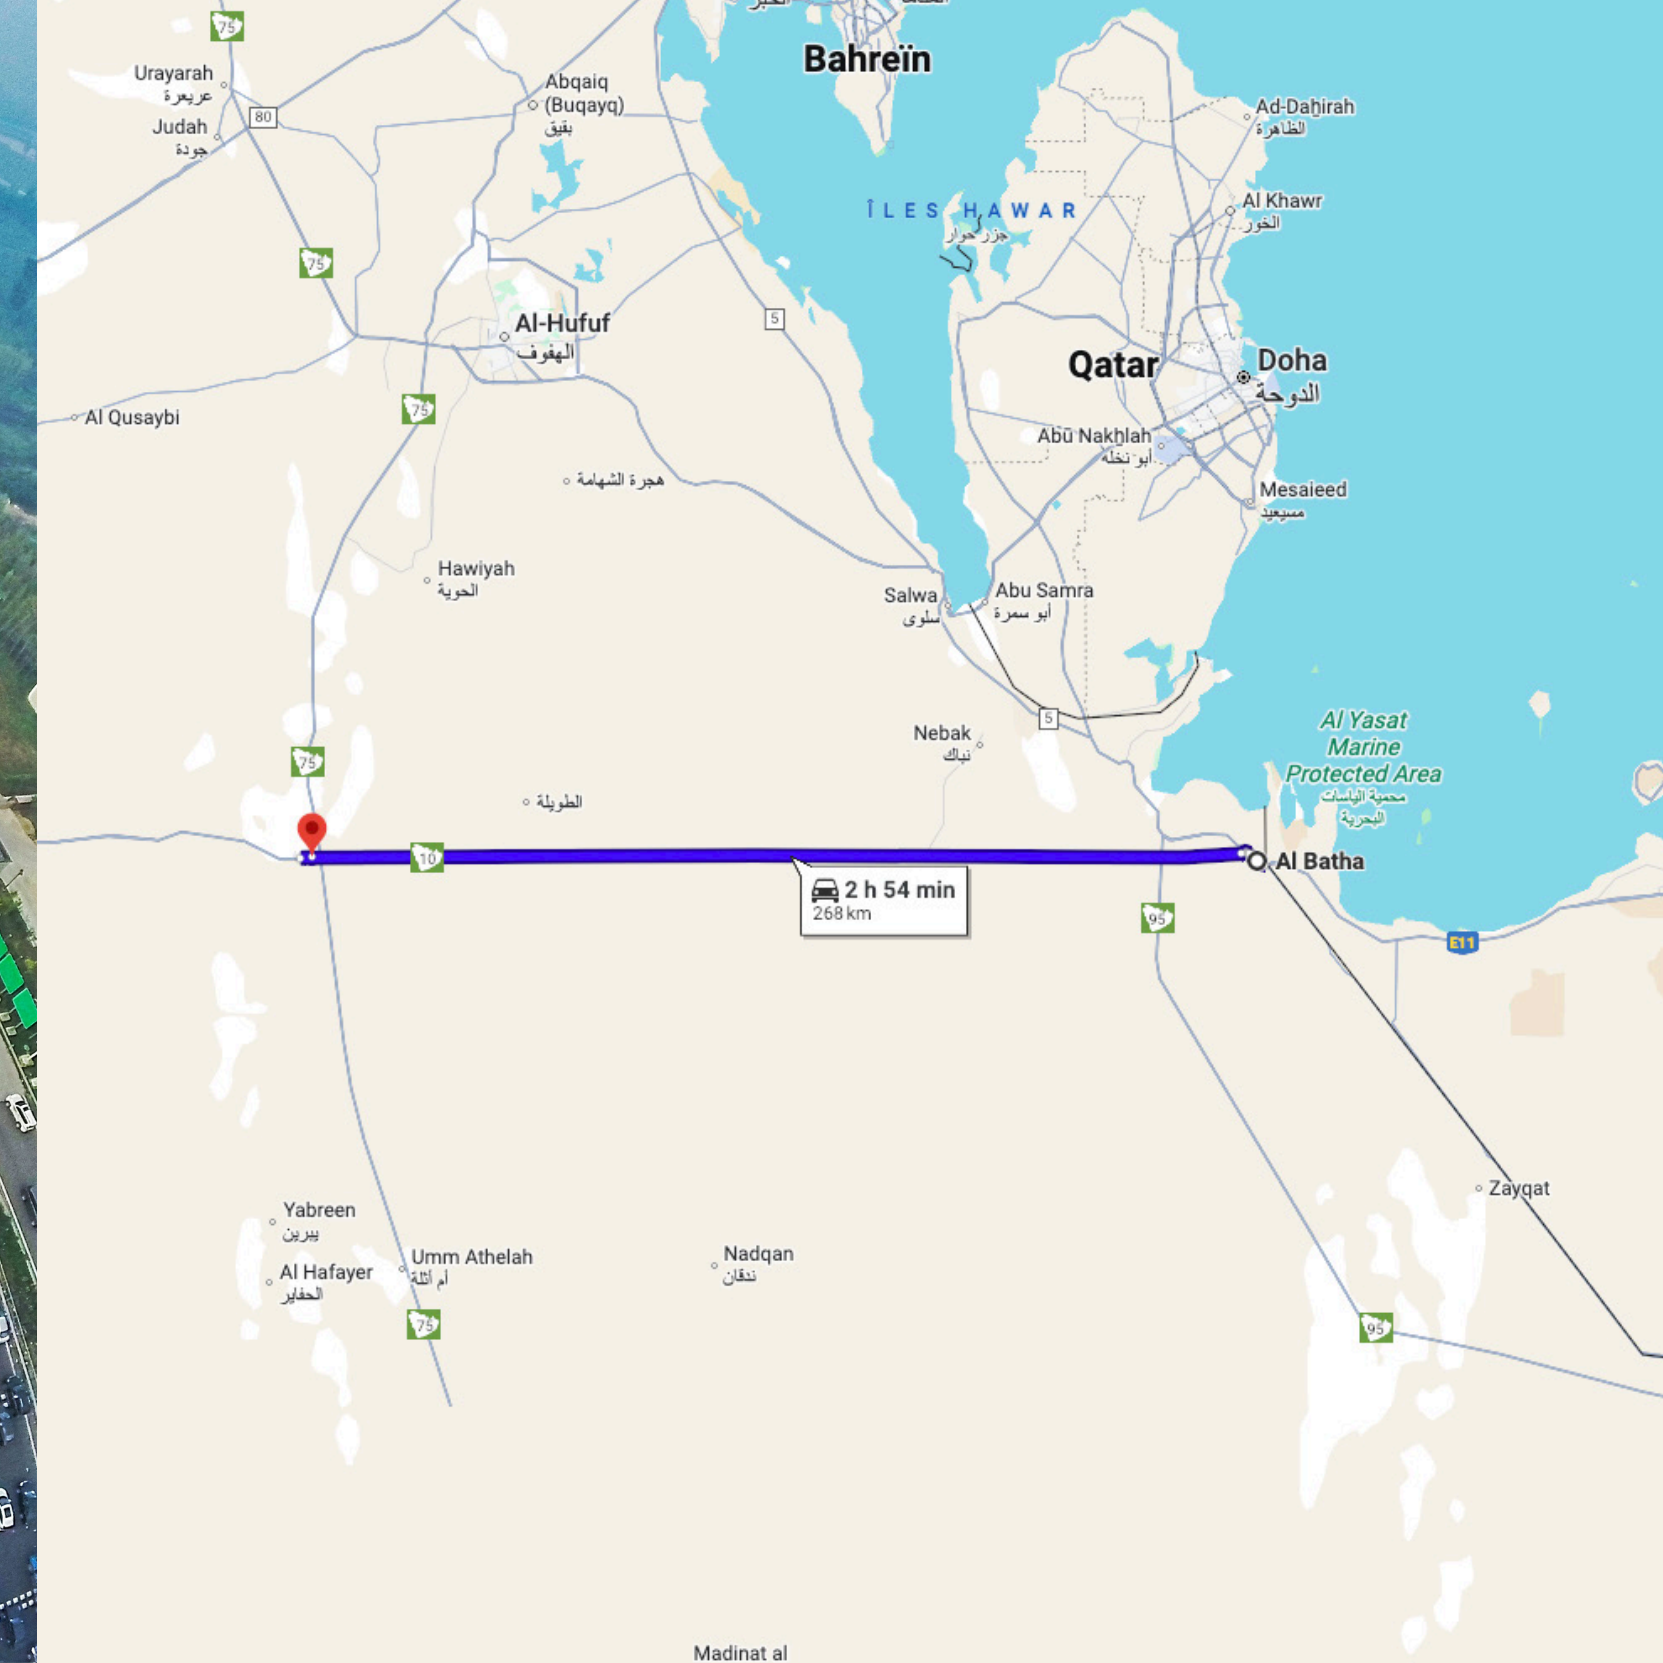 75
Bahreïn
Urayarah
عريعرة
80
Judah
جودة
Abqaiq
(Buqayq)
بقيق
Ad-Daẖirah
الظاهرة
Al Khawr
الخور
ÎLES HAWAR
جزر حوار
75
5
Al-Hufuf
الهفوف
Qatar
Doha
الدوحة
Al Qusaybi
75
Abū Nakẖlah
أبو نخلة
هجرة الشهامة
Mesaieed
مسيعيد
Hawiyah
الحوية
Salwa
سلوى
Abu Samra
أبو سمرة
5
Nebak
نباك
Al Yasat
Marine
Protected Area
محمية الياسات
البحرية
75
الطويلة
10
Al Batha
2 h 54 min
268 km
95
E11
Zayqat
Yabreen
يبرين
Umm Athelah
أم أثلة
Al Hafayer
الحفاير
Nadqan
ندقان
75
95
Madinat al